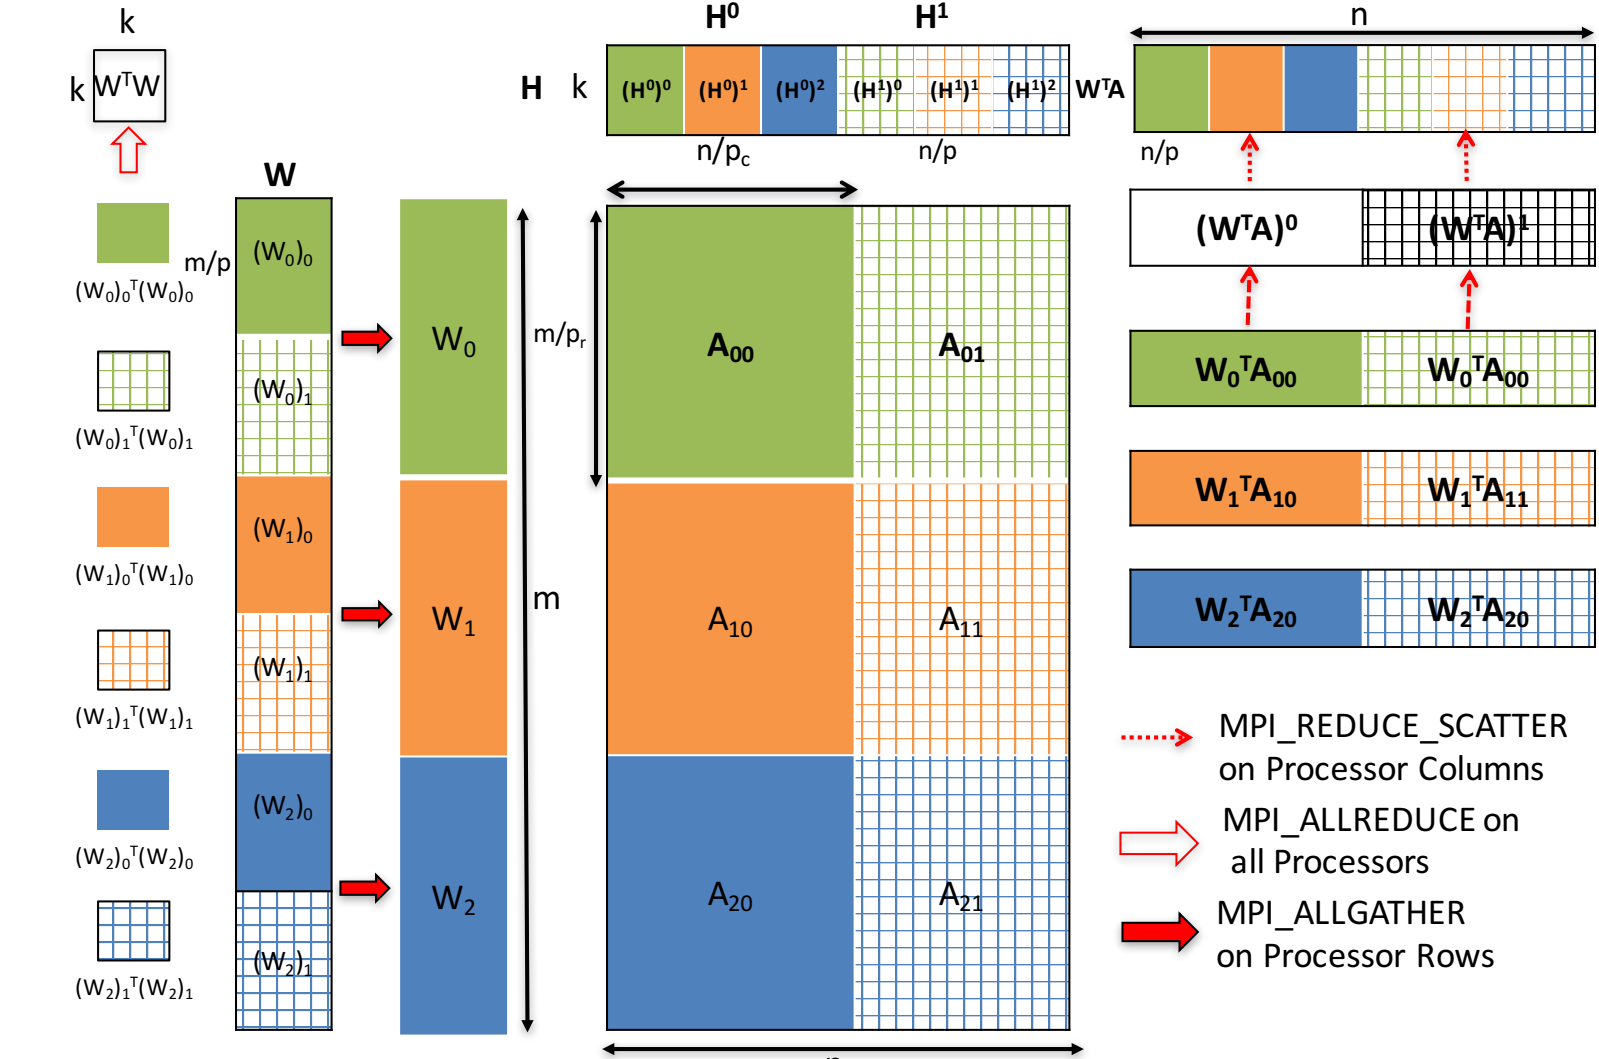 k
k
WᵀW
(W₀)₀ᵀ(W₀)₀
(W₀)₁ᵀ(W₀)₁
(W₁)₀ᵀ(W₁)₀
(W₁)₁ᵀ(W₁)₁
(W₂)₀ᵀ(W₂)₀
(W₂)₁ᵀ(W₂)₁
W
m/p
(W₀)₀
(W₀)₁
(W₁)₀
(W₁)₁
(W₂)₀
(W₂)₁
W₀
W₁
W₂
m
H⁰ H¹
H k (H⁰)⁰ (H⁰)¹ (H⁰)² (H¹)⁰ (H¹)¹ (H¹)²
n/p_c n/p
m/pᵣ
A₀₀ A₀₁
A₁₀ A₁₁
A₂₀ A₂₁
n
WᵀA
n/p
(WᵀA)⁰ (WᵀA)¹
W₀ᵀA₀₀ W₀ᵀA₀₀
W₁ᵀA₁₀ W₁ᵀA₁₁
W₂ᵀA₂₀ W₂ᵀA₂₀
MPI_REDUCE_SCATTER
on Processor Columns
MPI_ALLREDUCE on
all Processors
MPI_ALLGATHER
on Processor Rows